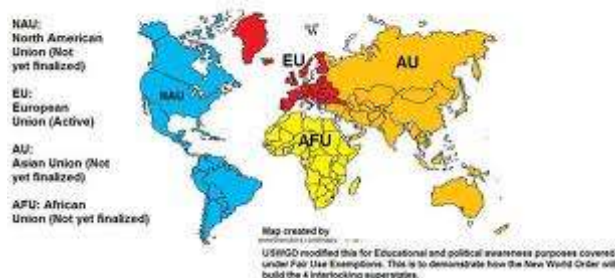 NAU:
North American
Union (Not
yet finalized)
EU:
European
Union (Active)
AU:
Asian Union (Not
yet finalized)
AFU: African
Union (Not yet finalized)
NAU
EU
AU
AFU
Map created by
USWGO modified this for Educational and political awareness purposes covered
under Fair Use Exemptions. This is to demonstrate how the New World Order will
build the 4 interlocking superstates.